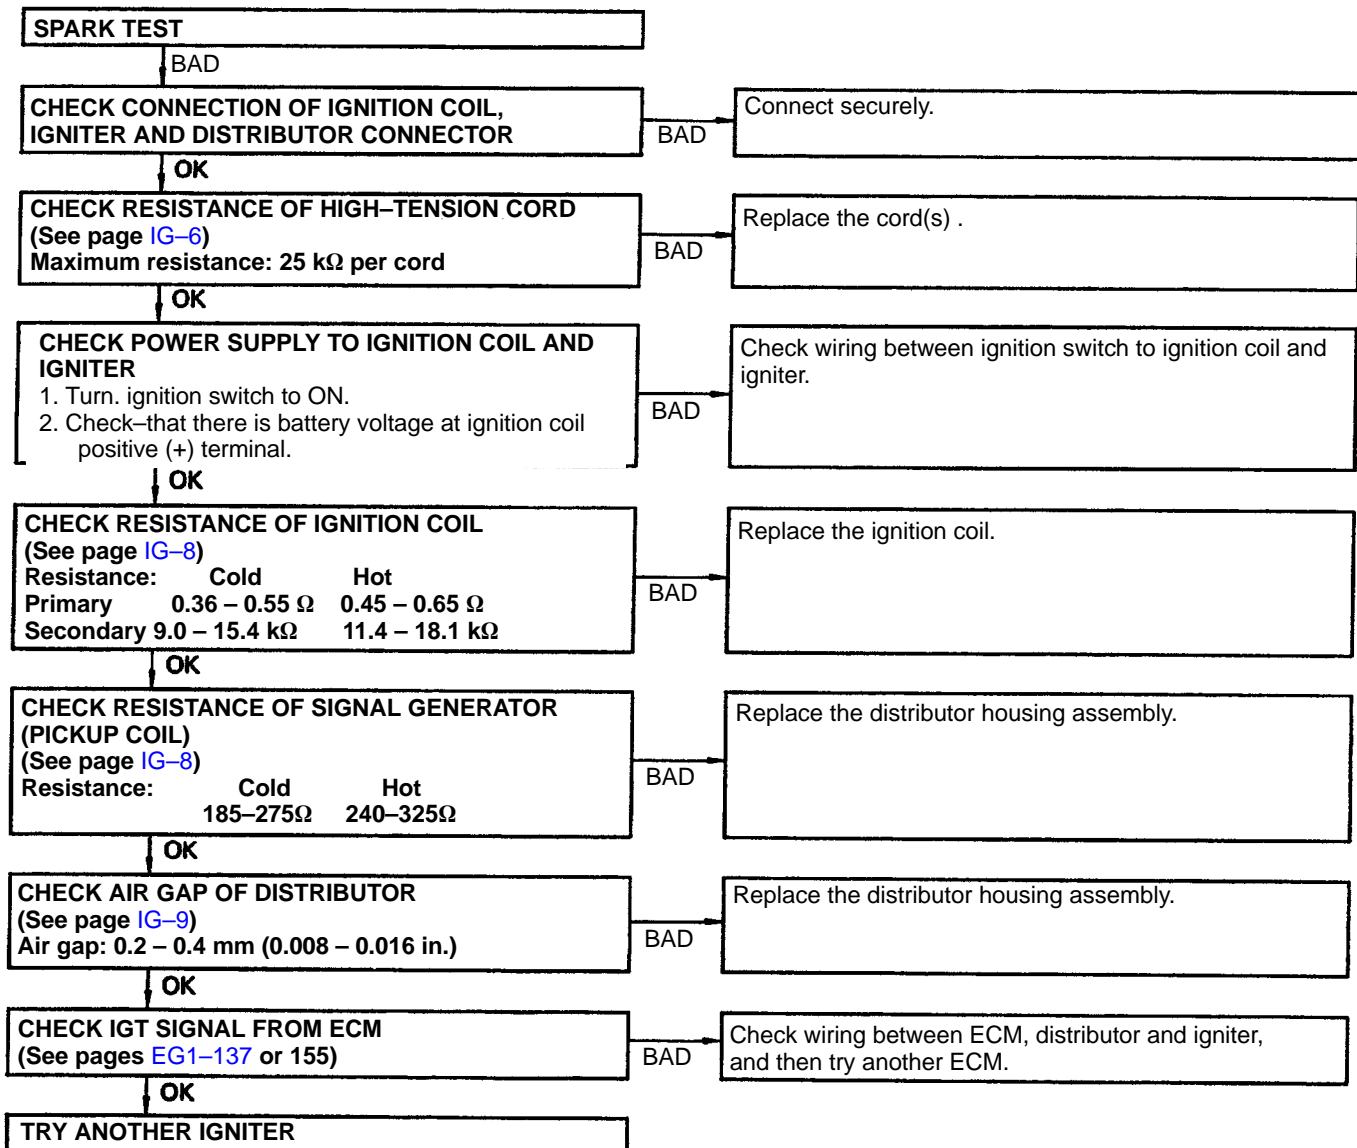 SPARK TEST
BAD
CHECK CONNECTION OF IGNITION COIL,
IGNITER AND DISTRIBUTOR CONNECTOR
BAD
Connect securely.
OK
CHECK RESISTANCE OF HIGH–TENSION CORD
(See page IG–6)
Maximum resistance: 25 kΩ per cord
BAD
Replace the cord(s) .
OK
CHECK POWER SUPPLY TO IGNITION COIL AND
IGNITER
1. Turn. ignition switch to ON.
2. Check–that there is battery voltage at ignition coil
positive (+) terminal.
BAD
Check wiring between ignition switch to ignition coil and
igniter.
OK
CHECK RESISTANCE OF IGNITION COIL
(See page IG–8)
Resistance: Cold Hot
Primary 0.36 – 0.55 Ω 0.45 – 0.65 Ω
Secondary 9.0 – 15.4 kΩ 11.4 – 18.1 kΩ
BAD
Replace the ignition coil.
OK
CHECK RESISTANCE OF SIGNAL GENERATOR
(PICKUP COIL)
(See page IG–8)
Resistance: Cold Hot
185–275Ω 240–325Ω
BAD
Replace the distributor housing assembly.
OK
CHECK AIR GAP OF DISTRIBUTOR
(See page IG–9)
Air gap: 0.2 – 0.4 mm (0.008 – 0.016 in.)
BAD
Replace the distributor housing assembly.
OK
CHECK IGT SIGNAL FROM ECM
(See pages EG1–137 or 155)
BAD
Check wiring between ECM, distributor and igniter,
and then try another ECM.
OK
TRY ANOTHER IGNITER